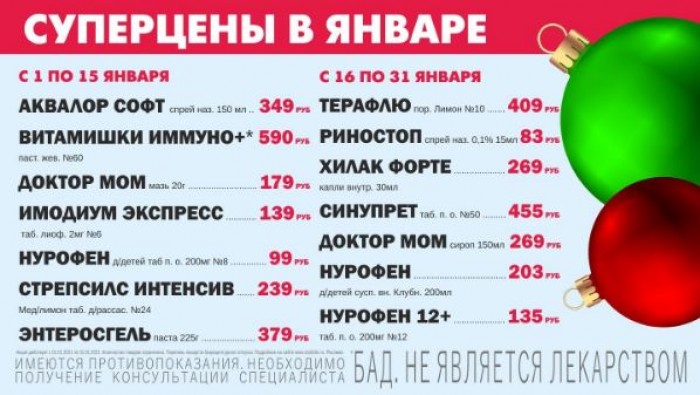 СУПЕРЦЕНЫ В ЯНВАРЕ
С 1 ПО 15 ЯНВАРЯ
АКВАЛОР СОФТ спрей наз. 150 мл .. 349 РУБ
ВИТАМИШКИ ИММУНО+* 590 РУБ
паст. жев. №60
ДОКТОР МОМ мазь 20г ........ 179 РУБ
ИМОДИУМ ЭКСПРЕСС ...... 139 РУБ
таб. лиоф. 2мг №6
НУРОФЕН д/детей таб п. о. 200мг №8 ..... 99 РУБ
СТРЕПСИЛС ИНТЕНСИВ .... 239 РУБ
Мед/лимон таб. д/рассас. №24
ЭНТЕРОСГЕЛЬ паста 225г ........ 379 РУБ
С 16 ПО 31 ЯНВАРЯ
ТЕРАФЛЮ пор. Лимон №10 ...... 409 РУБ
РИНОСТОП спрей наз. 0,1% 15мл 83 РУБ
ХИЛАК ФОРТЕ ........ 269 РУБ
капли внутр. 30мл
СИНУПРЕТ таб. п. о. №50 ...... 455 РУБ
ДОКТОР МОМ сироп 150мл .. 269 РУБ
НУРОФЕН ........ 203 РУБ
д/детей сусп. вн. Клубн. 200мл
НУРОФЕН 12+ ........ 135 РУБ
таб. п. о. 200мг №12
ИМЕЮТСЯ ПРОТИВОПОКАЗАНИЯ. НЕОБХОДИМО
ПОЛУЧЕНИЕ КОНСУЛЬТАЦИИ СПЕЦИАЛИСТА
*БАД. НЕ ЯВЛЯЕТСЯ ЛЕКАРСТВОМ